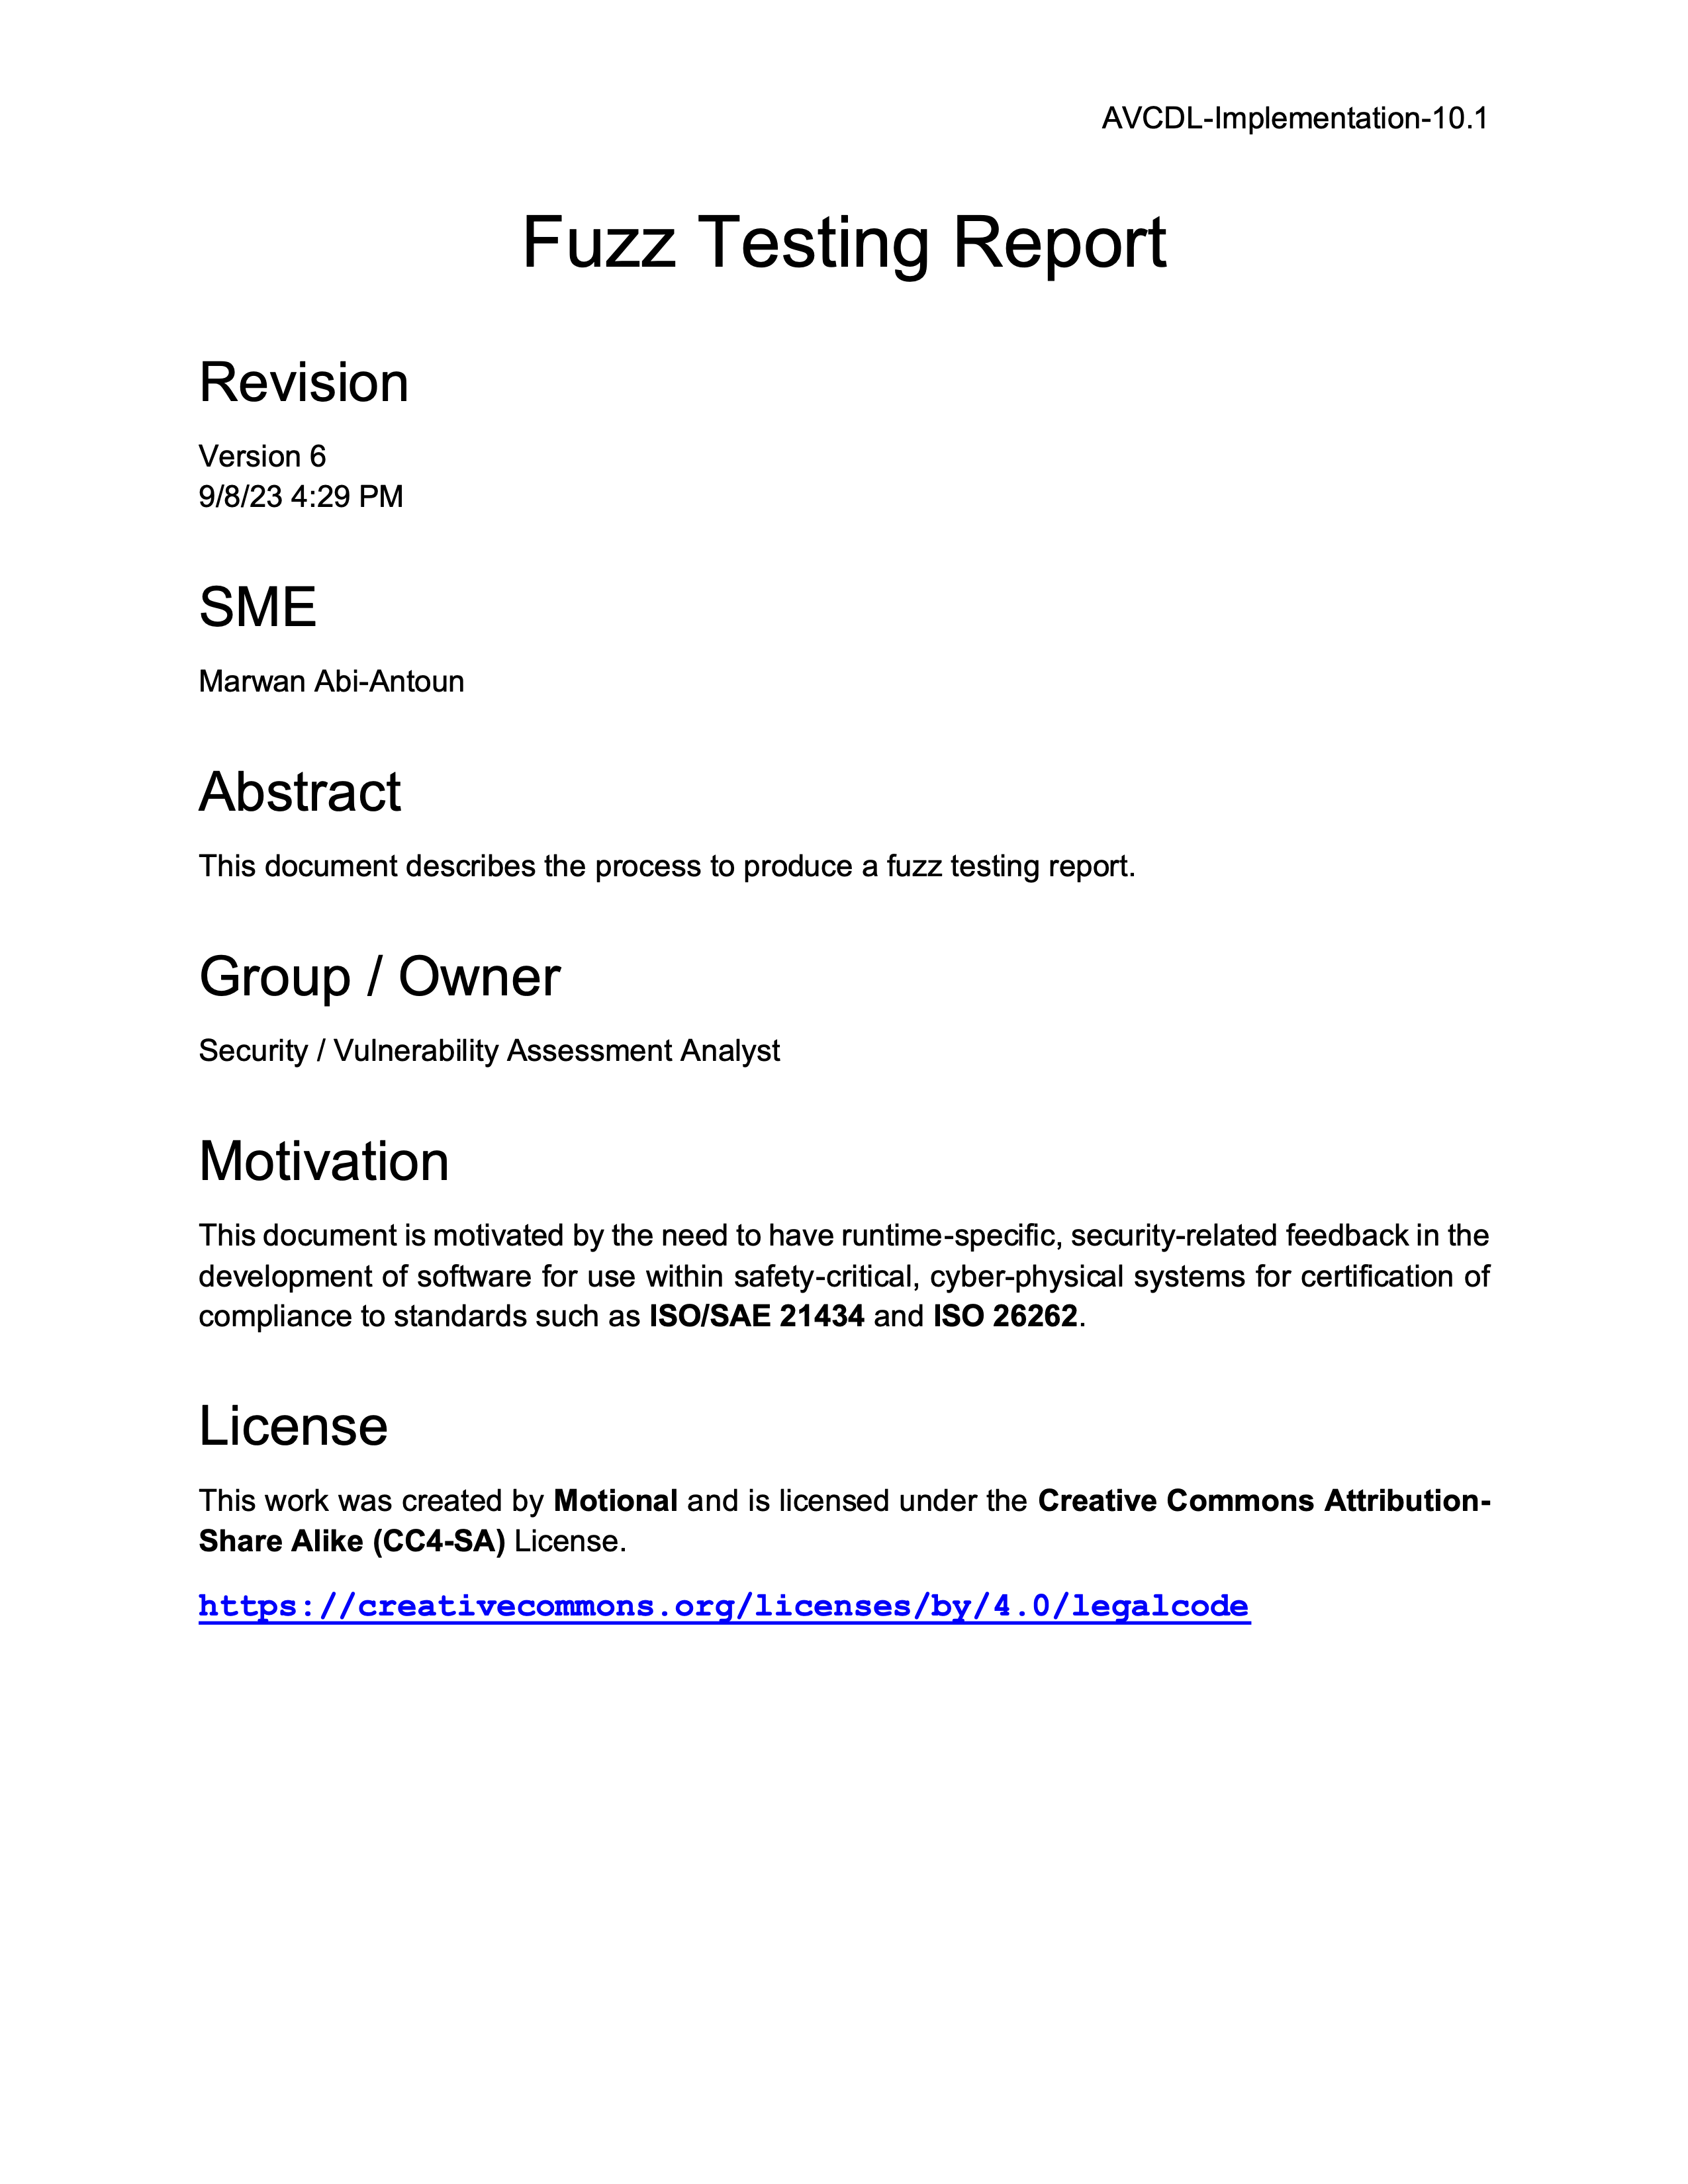 AVCDL-Implementation-10.1
Fuzz Testing Report
Revision
Version 6
9/8/23 4:29 PM
SME
Marwan Abi-Antoun
Abstract
This document describes the process to produce a fuzz testing report.
Group / Owner
Security / Vulnerability Assessment Analyst
Motivation
This document is motivated by the need to have runtime-specific, security-related feedback in the
development of software for use within safety-critical, cyber-physical systems for certification of
compliance to standards such as ISO/SAE 21434 and ISO 26262.
License
This work was created by Motional and is licensed under the Creative Commons Attribution-
Share Alike (CC4-SA) License.
https://creativecommons.org/licenses/by/4.0/legalcode